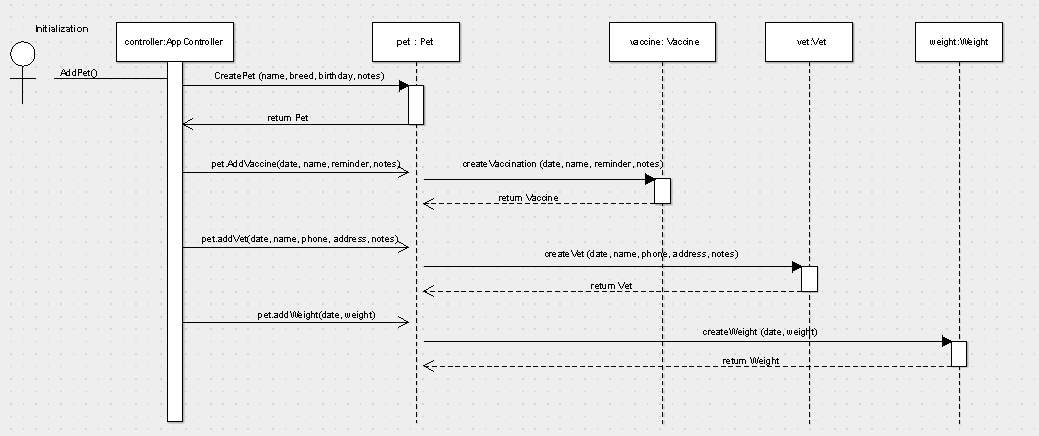 Initialization
controller:App Controller
pet : Pet
vaccine: Vaccine
vet:Vet
weight:Weight
AddPet()
CreatePet (name, breed, birthday, notes)
return Pet
pet.AddVaccine(date, name, reminder, notes)
createVaccination (date, name, reminder, notes)
return Vaccine
pet.addVet(date, name, phone, address, notes)
createVet (date, name, phone, address, notes)
return Vet
pet.addWeight(date, weight)
createWeight (date, weight)
return Weight